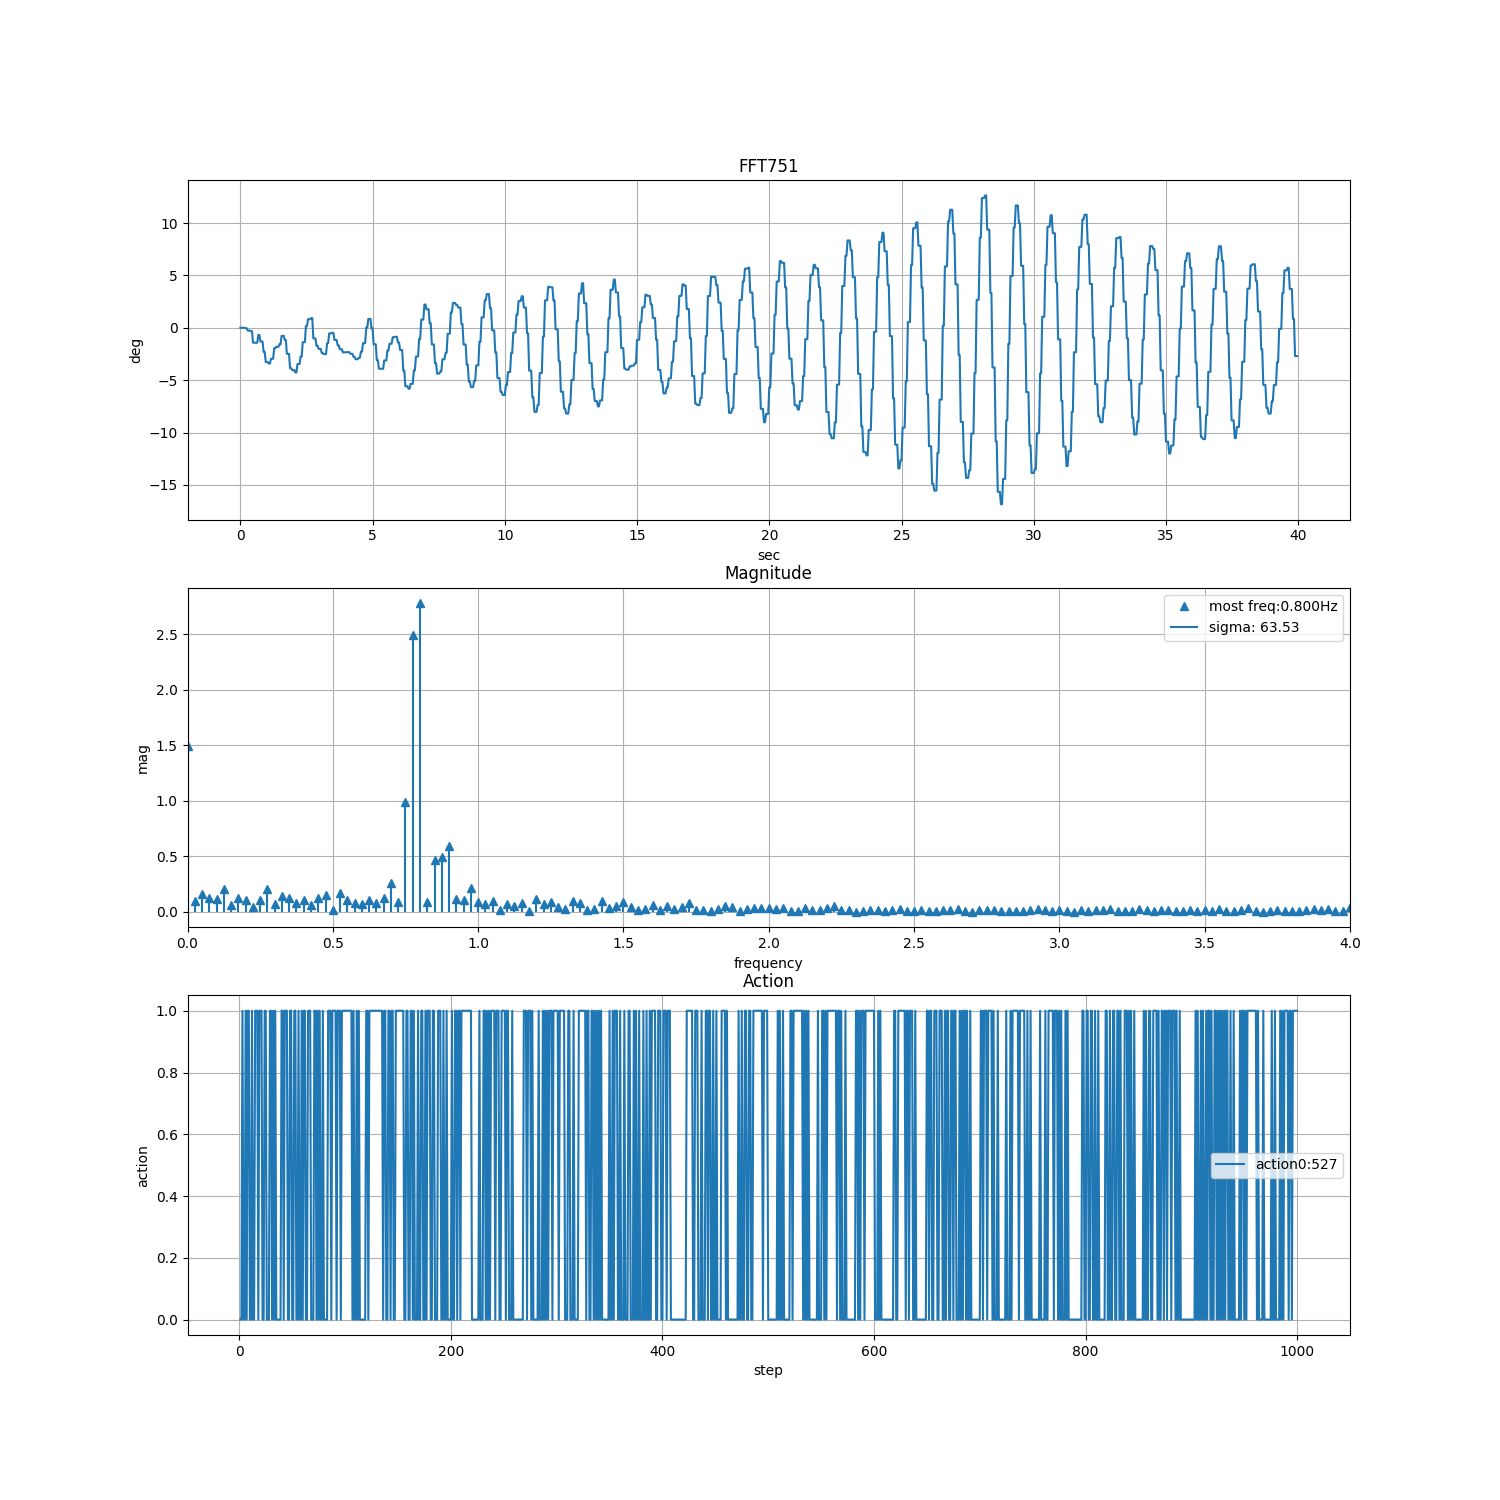 FFT751
10
5
0
−5
−10
−15
deg
0 5 10 15 20 25 30 35 40
sec
Magnitude
most freq:0.800Hz
sigma: 63.53
2.5
2.0
1.5
1.0
0.5
0.0
mag
0.0 0.5 1.0 1.5 2.0 2.5 3.0 3.5 4.0
frequency
Action
1.0
0.8
0.6
0.4
0.2
0.0
action
action0:527
0 200 400 600 800 1000
step